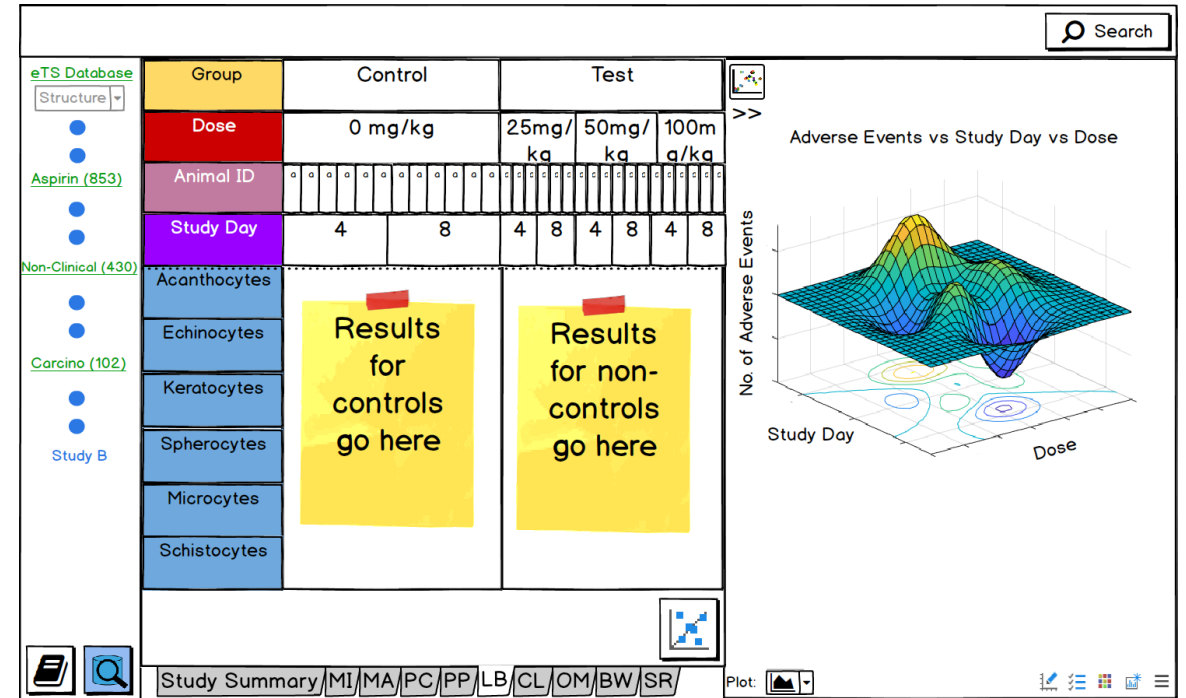 Search
eTS Database
Structure
Aspirin (853)
Non-Clinical (430)
Carcino (102)
Study B
Group
Control
Test
Dose
0 mg/kg
25mg/
kg
50mg/
kg
100m
g/kg
Animal ID
Study Day
4
8
4
8
4
8
4
8
Acanthocytes
Echinocytes
Keratocytes
Spherocytes
Microcytes
Schistocytes
Results
for
controls
go here
Results
for non-
controls
go here
Study Summary
MI
MA
PC
PP
LB
CL
OM
BW
SR
>>
Adverse Events vs Study Day vs Dose
No. of Adverse Events
Study Day
Dose
Plot: